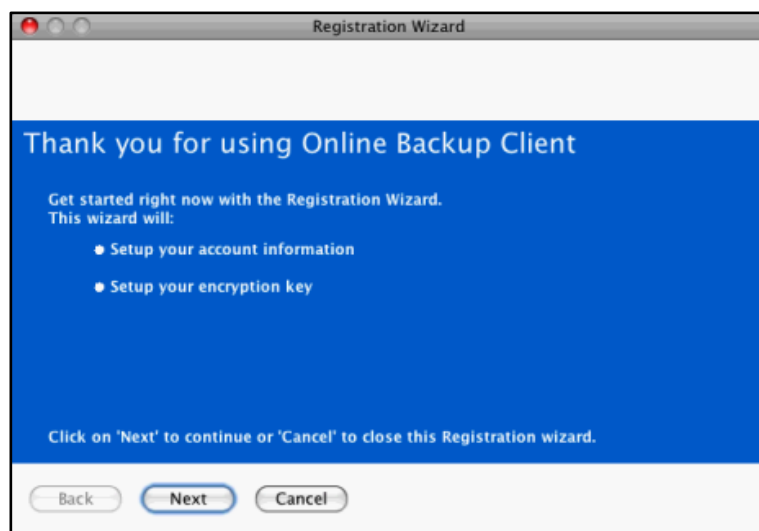 Registration Wizard
Thank you for using Online Backup Client
Get started right now with the Registration Wizard.
This wizard will:
Setup your account information
Setup your encryption key
Click on 'Next' to continue or 'Cancel' to close this Registration wizard.
Back Next Cancel